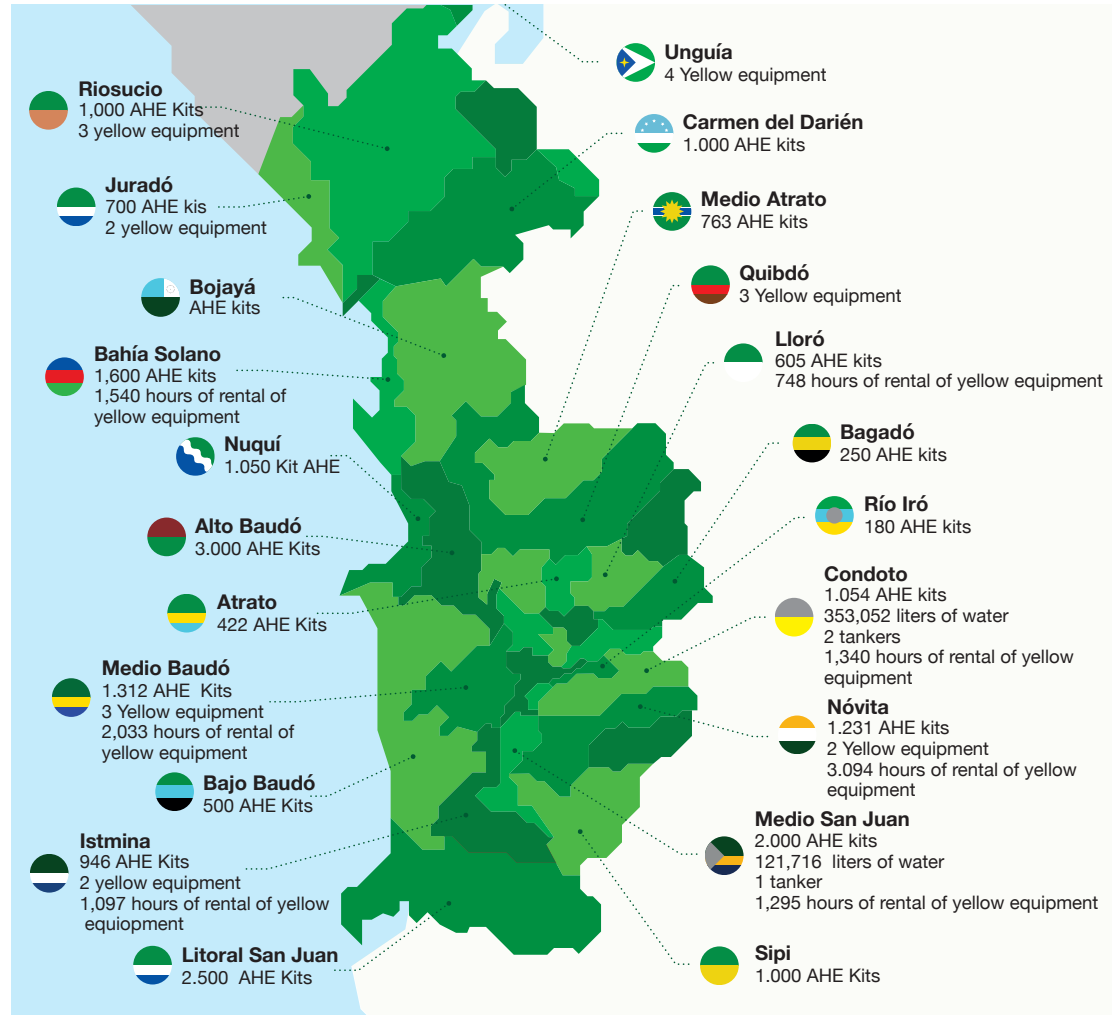 Unguía
4 Yellow equipment
Riosucio
1,000 AHE Kits
3 yellow equipment
Carmen del Darién
1.000 AHE kits
Juradó
700 AHE kis
2 yellow equipment
Medio Atrato
763 AHE kits
Quibdó
3 Yellow equipment
Bojayá
AHE kits
Lloró
605 AHE kits
748 hours of rental of yellow equipment
Bahía Solano
1,600 AHE kits
1,540 hours of rental of
yellow equipment
Bagadó
250 AHE kits
Nuquí
1.050 Kit AHE
Río Iró
180 AHE kits
Alto Baudó
3.000 AHE Kits
Condoto
1.054 AHE kits
353,052 liters of water
2 tankers
1,340 hours of rental of yellow
equipment
Atrato
422 AHE Kits
Medio Baudó
1.312 AHE  Kits
3 Yellow equipment
2,033 hours of rental of
yellow equipment
Nóvita
1.231 AHE kits
2 Yellow equipment
3.094 hours of rental of yellow
equipment
Bajo Baudó
500 AHE Kits
Medio San Juan
2.000 AHE kits
121,716  liters of water
1 tanker
1,295 hours of rental of yellow equipment
Istmina
946 AHE Kits
2 yellow equipment
1,097 hours of rental of yellow
equiopment
Litoral San Juan
2.500  AHE Kits
Sipi
1.000 AHE Kits